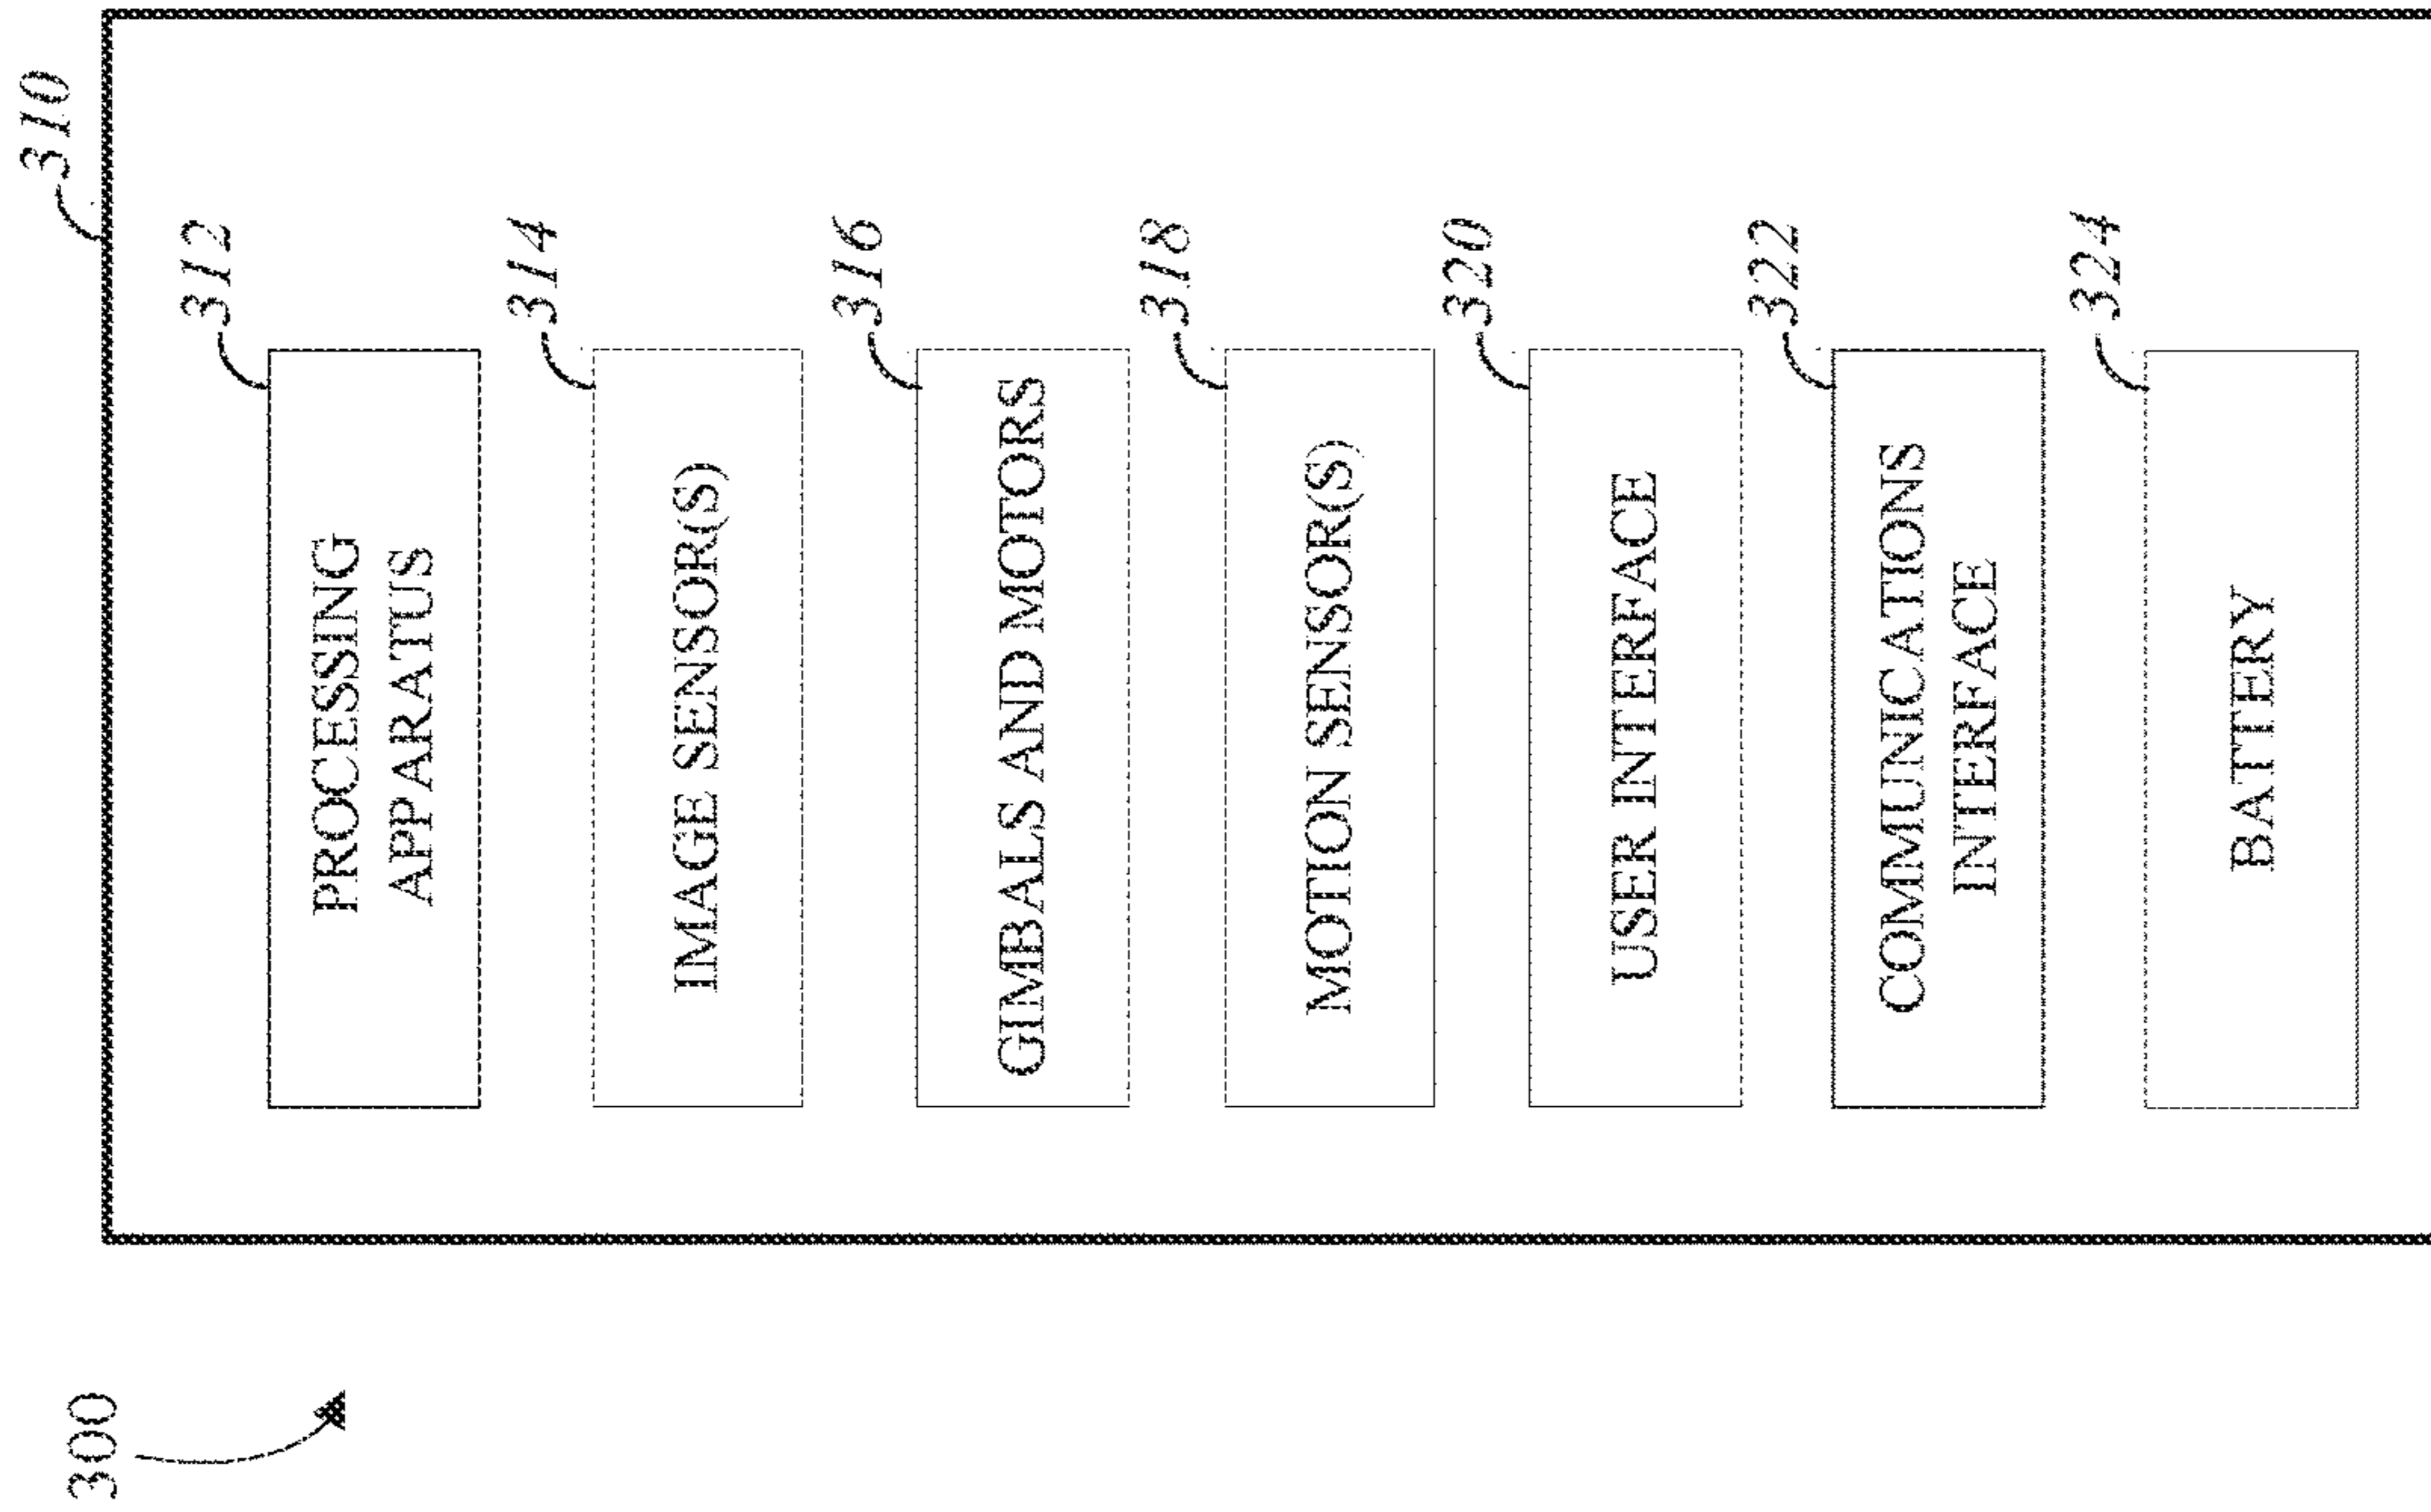 300
310
312
PROCESSING
APPARATUS
314
IMAGE SENSOR(S)
316
GIMBALS AND MOTORS
318
MOTION SENSOR(S)
320
USER INTERFACE
322
COMMUNICATIONS
INTERFACE
324
BATTERY